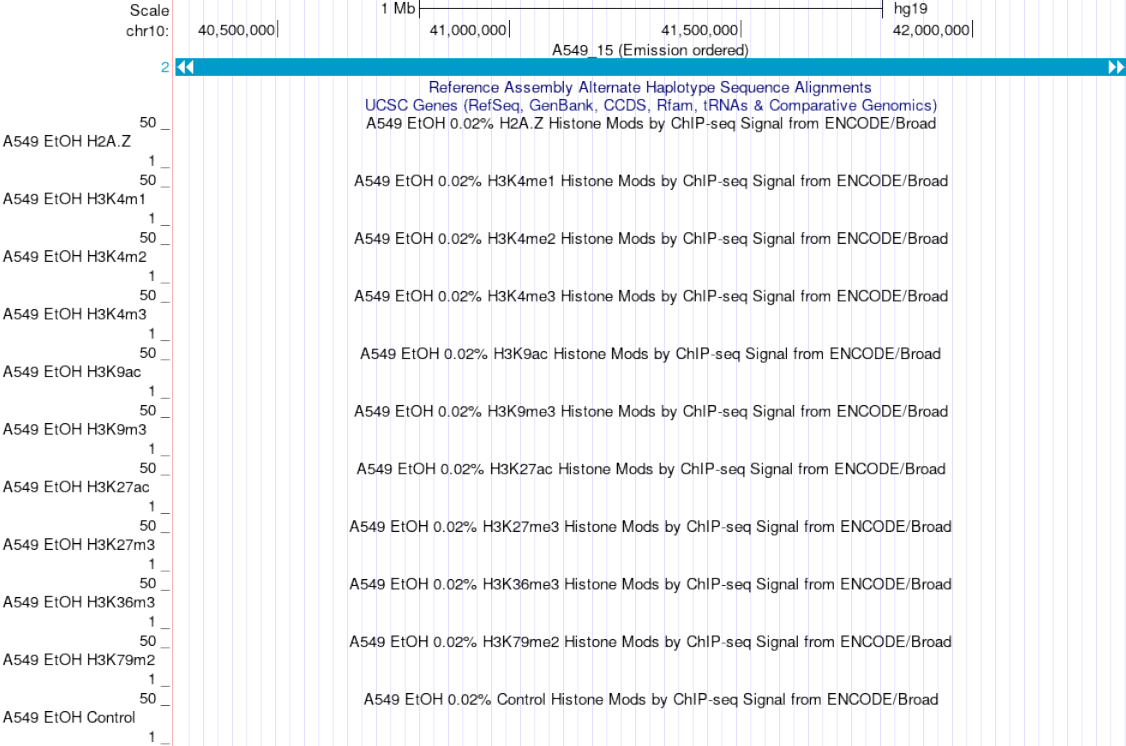 Scale 1 Mb hg19
chr10: 40,500,000 41,000,000 41,500,000 42,000,000
A549_15 (Emission ordered)
2
Reference Assembly Alternate Haplotype Sequence Alignments
UCSC Genes (RefSeq, GenBank, CCDS, Rfam, tRNAs & Comparative Genomics)
50 _ A549 EtOH 0.02% H2A.Z Histone Mods by ChIP-seq Signal from ENCODE/Broad
A549 EtOH H2A.Z
1 _
50 _ A549 EtOH 0.02% H3K4me1 Histone Mods by ChIP-seq Signal from ENCODE/Broad
A549 EtOH H3K4m1
1 _
50 _ A549 EtOH 0.02% H3K4me2 Histone Mods by ChIP-seq Signal from ENCODE/Broad
A549 EtOH H3K4m2
1 _
50 _ A549 EtOH 0.02% H3K4me3 Histone Mods by ChIP-seq Signal from ENCODE/Broad
A549 EtOH H3K4m3
1 _
50 _ A549 EtOH 0.02% H3K9ac Histone Mods by ChIP-seq Signal from ENCODE/Broad
A549 EtOH H3K9ac
1 _
50 _ A549 EtOH 0.02% H3K9me3 Histone Mods by ChIP-seq Signal from ENCODE/Broad
A549 EtOH H3K9m3
1 _
50 _ A549 EtOH 0.02% H3K27ac Histone Mods by ChIP-seq Signal from ENCODE/Broad
A549 EtOH H3K27ac
1 _
50 _ A549 EtOH 0.02% H3K27me3 Histone Mods by ChIP-seq Signal from ENCODE/Broad
A549 EtOH H3K27m3
1 _
50 _ A549 EtOH 0.02% H3K36me3 Histone Mods by ChIP-seq Signal from ENCODE/Broad
A549 EtOH H3K36m3
1 _
50 _ A549 EtOH 0.02% H3K79me2 Histone Mods by ChIP-seq Signal from ENCODE/Broad
A549 EtOH H3K79m2
1 _
50 _ A549 EtOH 0.02% Control Histone Mods by ChIP-seq Signal from ENCODE/Broad
A549 EtOH Control
1 _